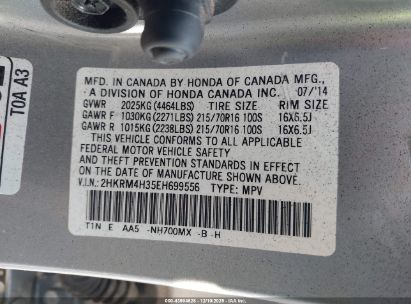 TOA A3
MFD. IN CANADA BY HONDA OF CANADA MFG.,
A DIVISION OF HONDA CANADA INC. 07/'14
GVWR 2025KG (4464LBS) TIRE SIZE RIM SIZE
GAWR F 1030KG (2271LBS) 215/70R16 100S 16X6.5J
GAWR R 1015KG (2238LBS) 215/70R16 100S 16X6.5J
THIS VEHICLE CONFORMS TO ALL APPLICABLE
FEDERAL MOTOR VEHICLE SAFETY
AND THEFT PREVENTION STANDARDS IN EFFECT
ON THE DATE OF MANUFACTURE SHOWN ABOVE.
V.I.N.: 2HKRM4H35EH699556 TYPE: MPV
T1N E AA5 -NH700MX -B -H